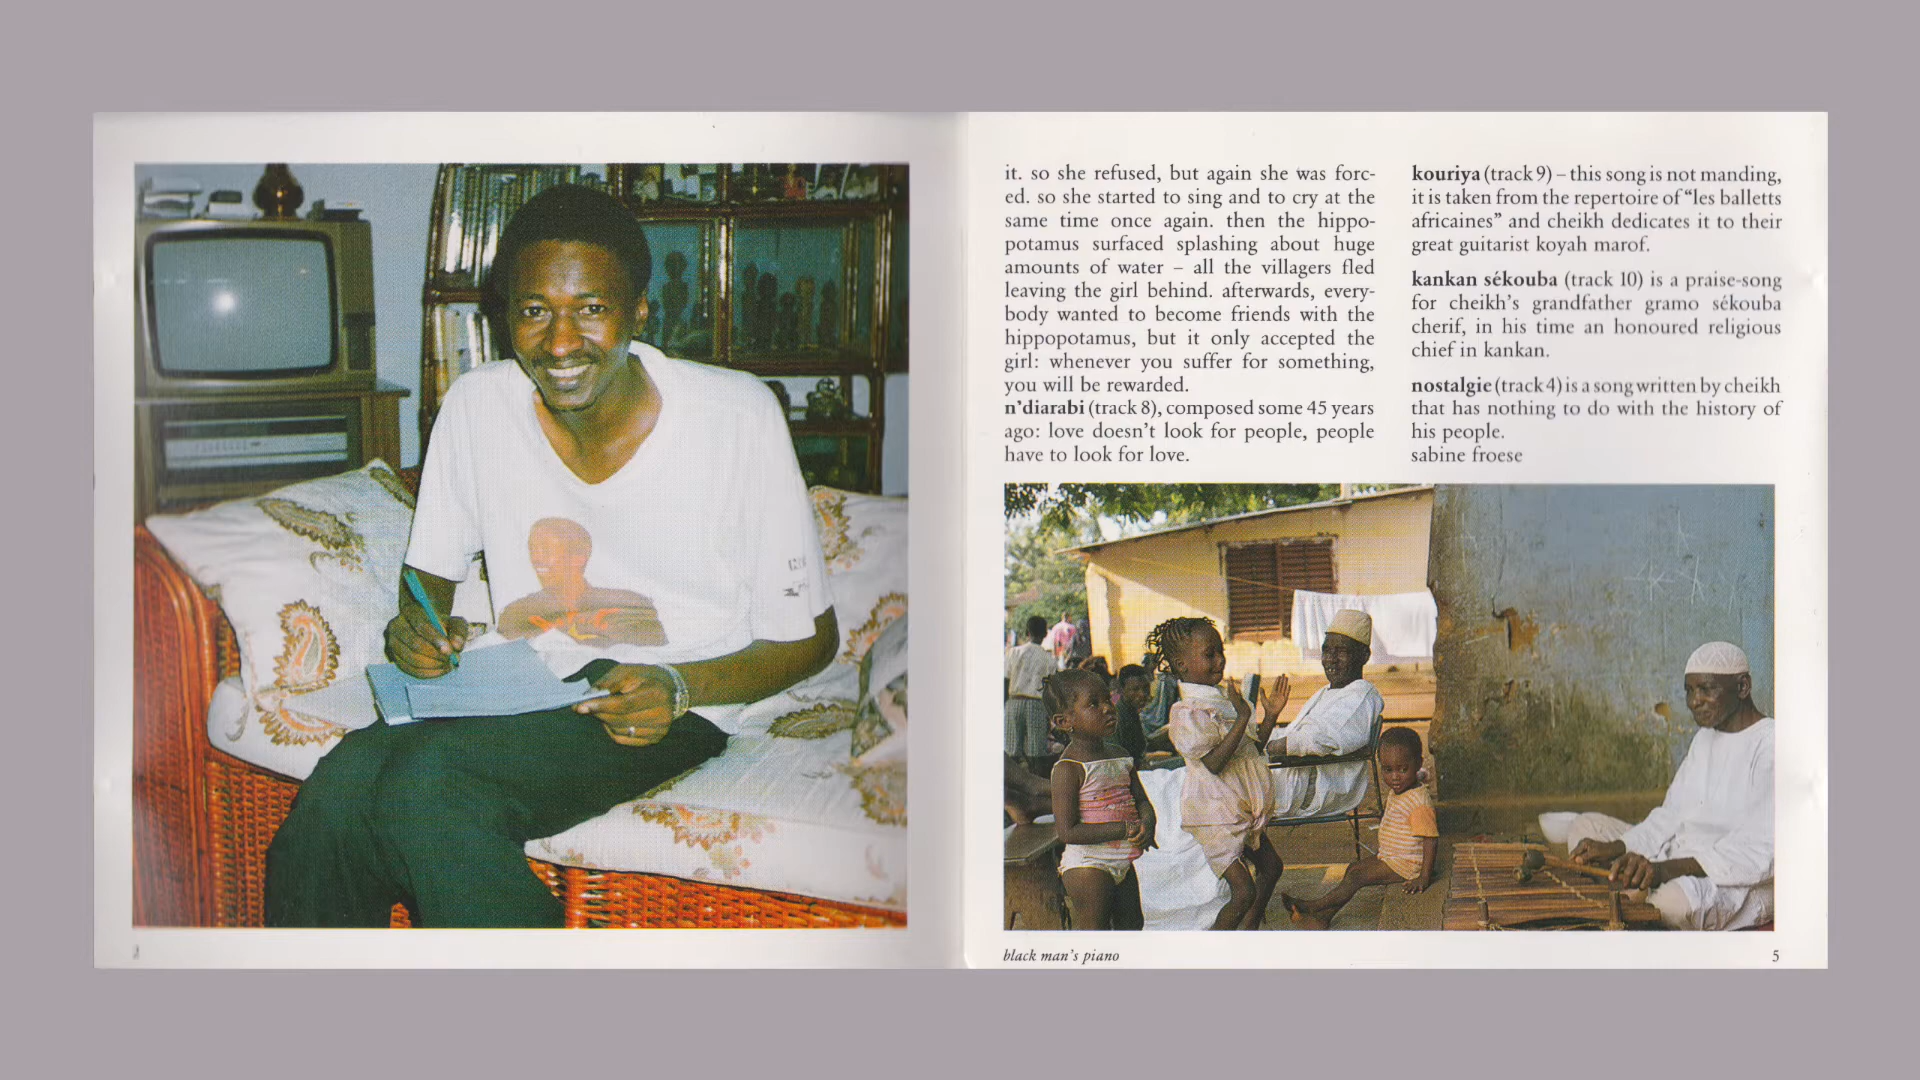 it. so she refused, but again she was forc-
ed. so she started to sing and to cry at the
same time once again. then the hippo-
potamus surfaced splashing about huge
amounts of water – all the villagers fled
leaving the girl behind. afterwards, every-
body wanted to become friends with the
hippopotamus, but it only accepted the
girl: whenever you suffer for something,
you will be rewarded.
n'diarabi (track 8), composed some 45 years
ago: love doesn't look for people, people
have to look for love.
kouriya (track 9) – this song is not manding,
it is taken from the repertoire of “les balletts
africaines” and cheikh dedicates it to their
great guitarist koyah marof.
kankan sékouba (track 10) is a praise-song
for cheikh's grandfather gramo sékouba
cherif, in his time an honoured religious
chief in kankan.
nostalgie (track 4) is a song written by cheikh
that has nothing to do with the history of
his people.
sabine froese
black man's piano
5